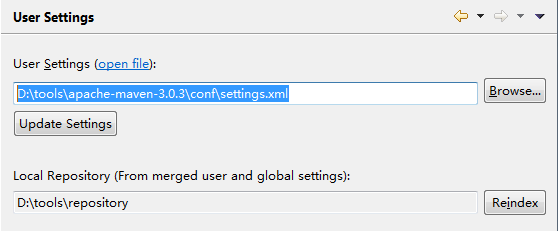 User Settings
User Settings (open file):
D:\tools\apache-maven-3.0.3\conf\settings.xml
Browse...
Update Settings
Local Repository (From merged user and global settings):
D:\tools\repository
Reindex